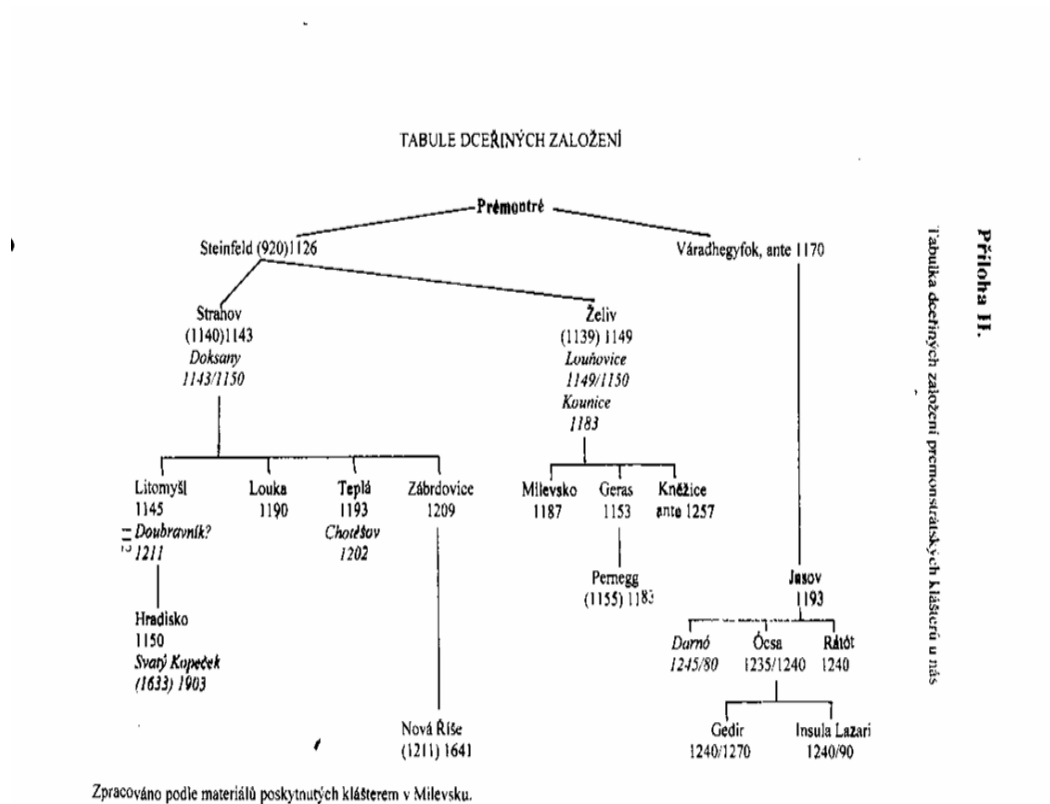 TABULE DCEŘINÝCH ZALOŽENÍ
Prémontré
Steinfeld (920)1126
Váradhegyfok, ante 1170
Strahov
(1140)1143
Doksany
1143/1150
Želiv
(1139) 1149
Louňovice
1149/1150
Kounice
1183
Litomyšl
1145
Doubravník?
1211
Louka
1190
Teplá
1193
Chotěšov
1202
Zábrdovice
1209
Milevsko
1187
Geras
1153
Kněžice
ante 1257
Hradisko
1150
Svatý Kopeček
(1633) 1903
Pernegg
(1155) 1183
Jasov
1193
Darnó
1245/80
Ócsa
1235/1240
Rátót
1240
Nová Říše
(1211) 1641
Gedir
1240/1270
Insula Lazari
1240/90
Zpracováno podle materiálů poskytnutých klášterem v Milevsku.
Příloha II.
Tabulka dceřiných založení premonstrátských klášterů u nás